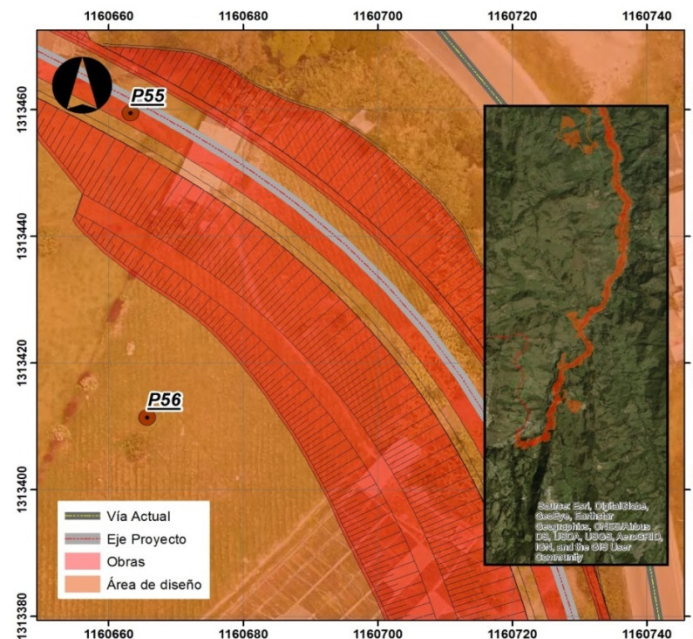 1160660 1160680 1160700 1160720 1160740
1313460
1313440
1313420
1313400
1313380
P55
P56
Vía Actual
Eje Proyecto
Obras
Área de diseño
Source: Esri, DigitalGlobe,
GeoEye, Earthstar
Geographics, CNES/Airbus
DS, USDA, USGS, AeroGRID,
IGN, and the GIS User
Community
1160660 1160680 1160700 1160720 1160740